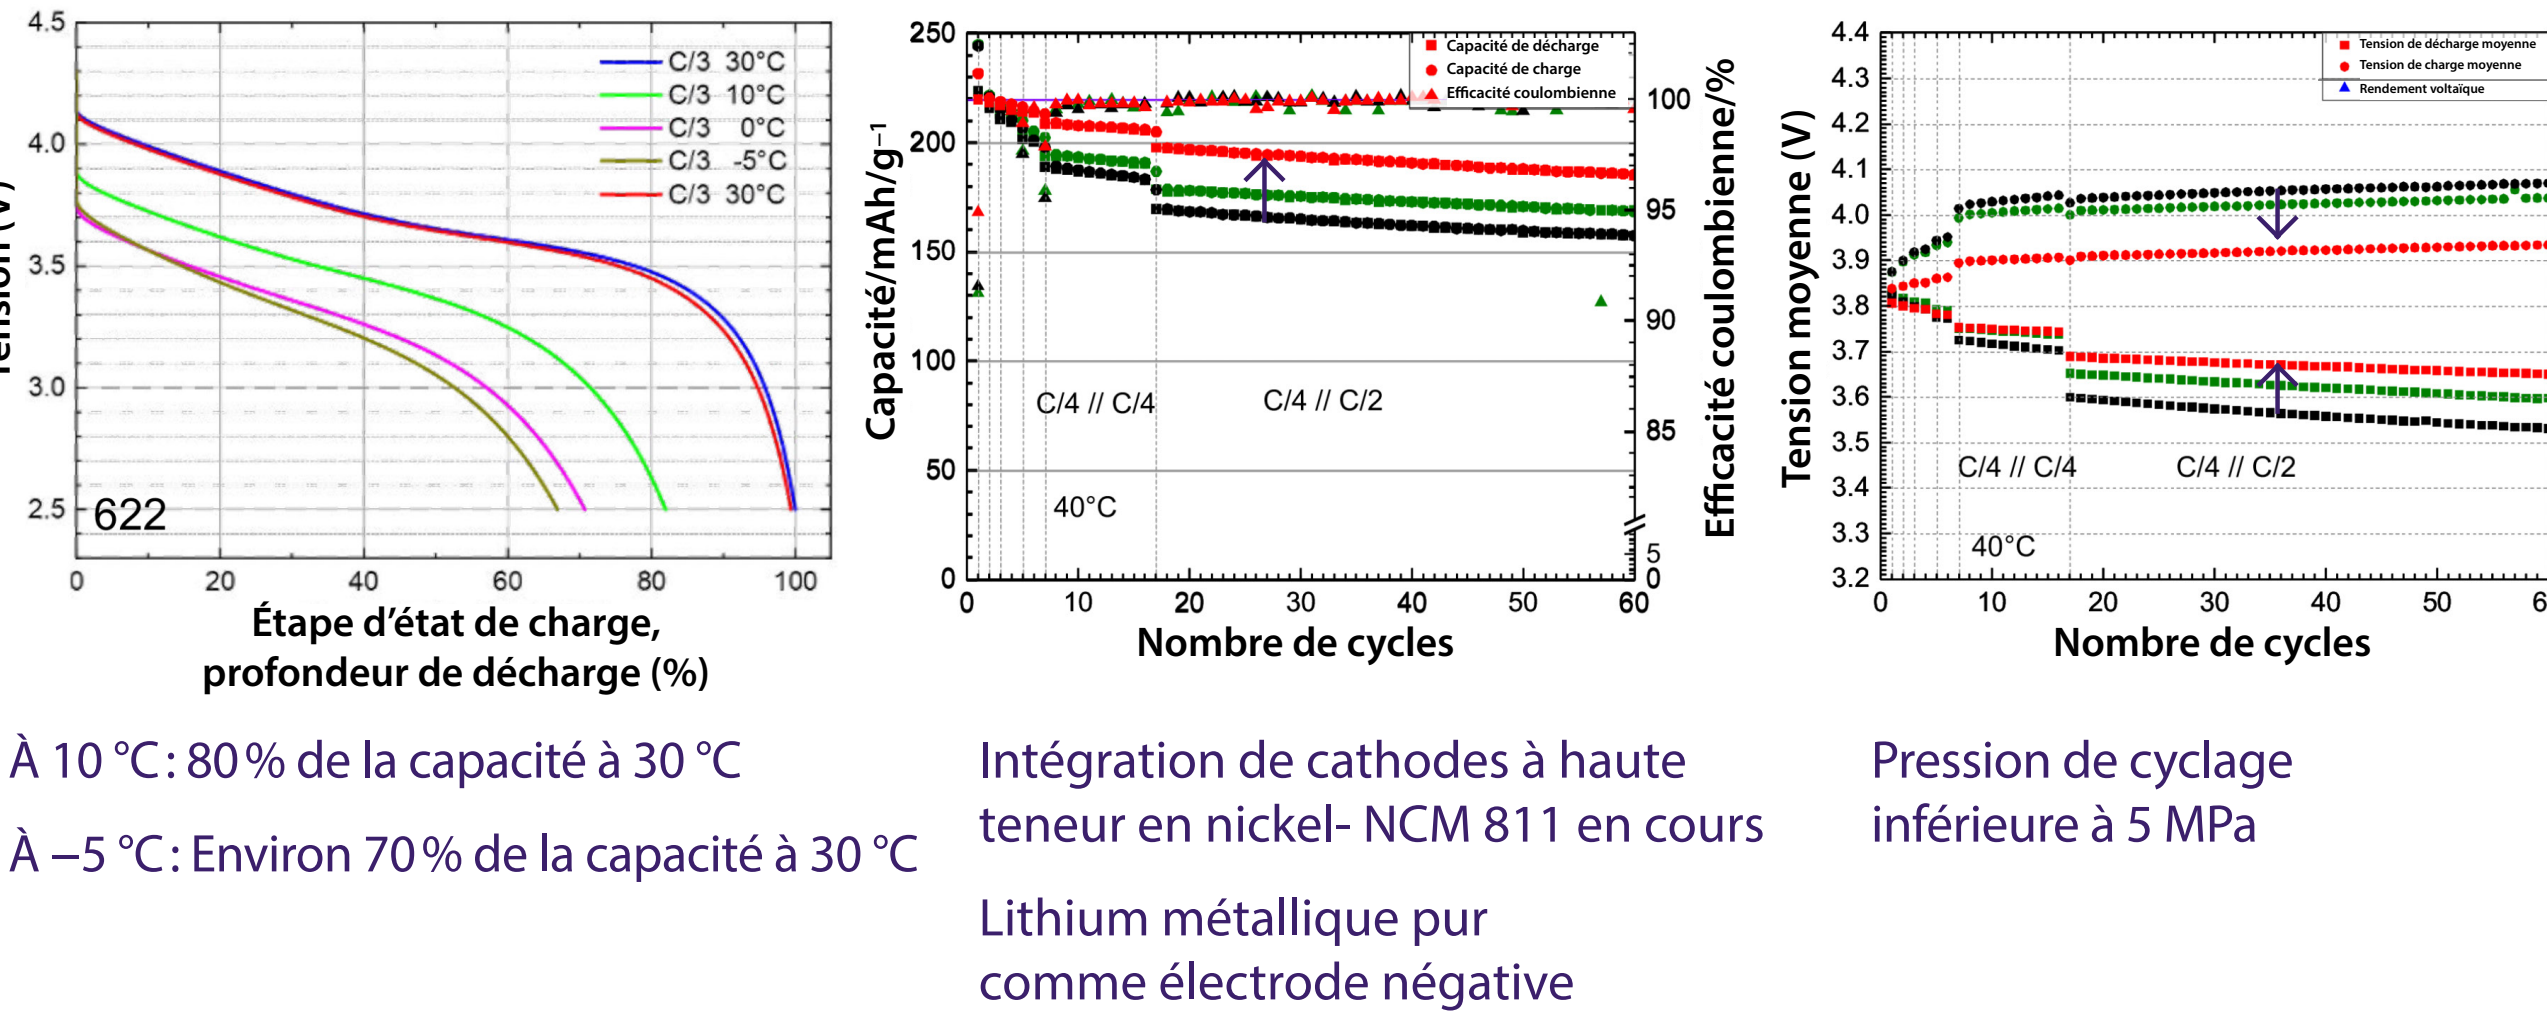 4.5
4.0
3.5
3.0
2.5
C/3 30°C
C/3 10°C
C/3 0°C
C/3 -5°C
C/3 30°C
622
0 20 40 60 80 100
Étape d’état de charge,
profondeur de décharge (%)
Capacité/mAh/g⁻¹
250
200
150
100
50
0
Capacité de décharge
Capacité de charge
Efficacité coulombienne
C/4 // C/4
C/4 // C/2
40°C
0 10 20 30 40 50 60
Nombre de cycles
100
95
90
85
5
0
Efficacité coulombienne/%
Tension moyenne (V)
4.4
4.3
4.2
4.1
4.0
3.9
3.8
3.7
3.6
3.5
3.4
3.3
3.2
Tension de décharge moyenne
Tension de charge moyenne
Rendement voltaïque
C/4 // C/4
C/4 // C/2
40°C
0 10 20 30 40 50
Nombre de cycles
À 10 °C : 80 % de la capacité à 30 °C
À –5 °C : Environ 70 % de la capacité à 30 °C
Intégration de cathodes à haute
teneur en nickel- NCM 811 en cours
Lithium métallique pur
comme électrode négative
Pression de cyclage
inférieure à 5 MPa